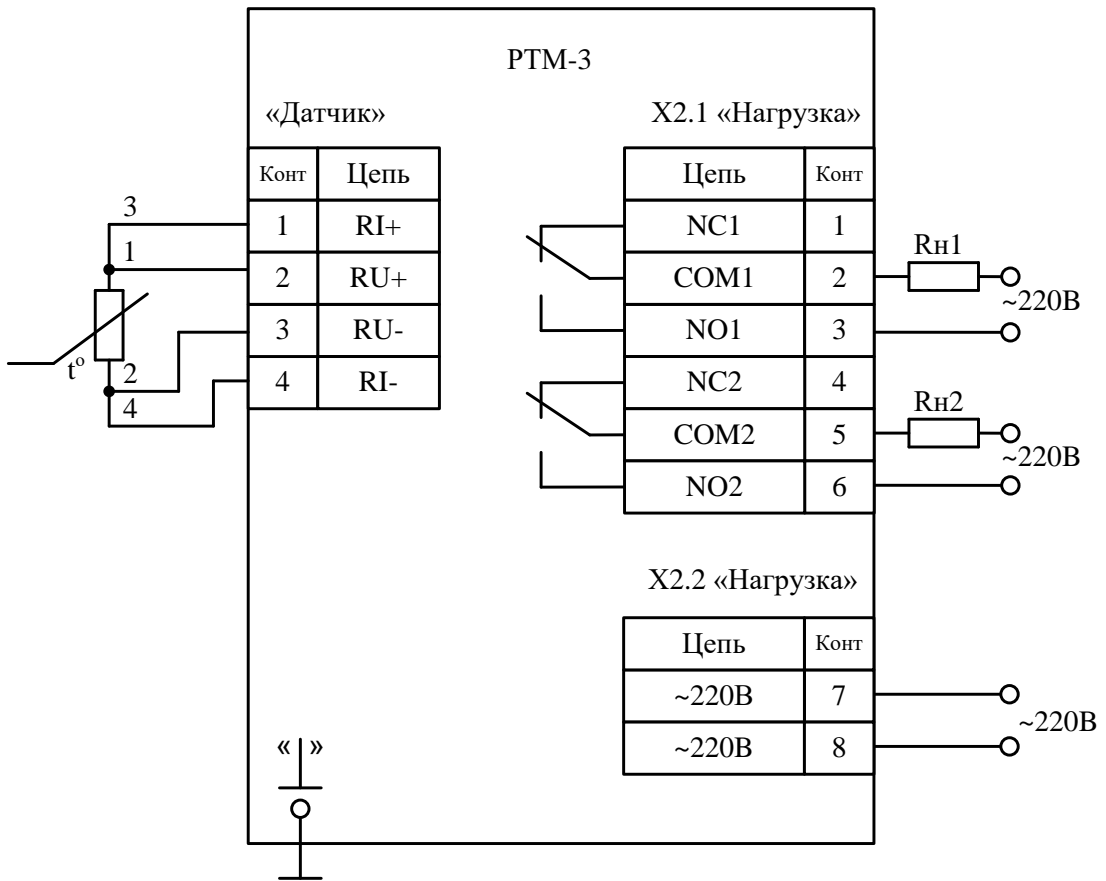 РТМ-3
«Датчик»
Х2.1 «Нагрузка»
Конт Цепь
1 RI+
2 RU+
3 RU-
4 RI-
3
1
2
4
t°
Цепь Конт
NC1 1
COM1 2
NO1 3
NC2 4
COM2 5
NO2 6
Rн1
~220В
Rн2
~220В
Х2.2 «Нагрузка»
Цепь Конт
~220В 7
~220В 8
~220В
« »